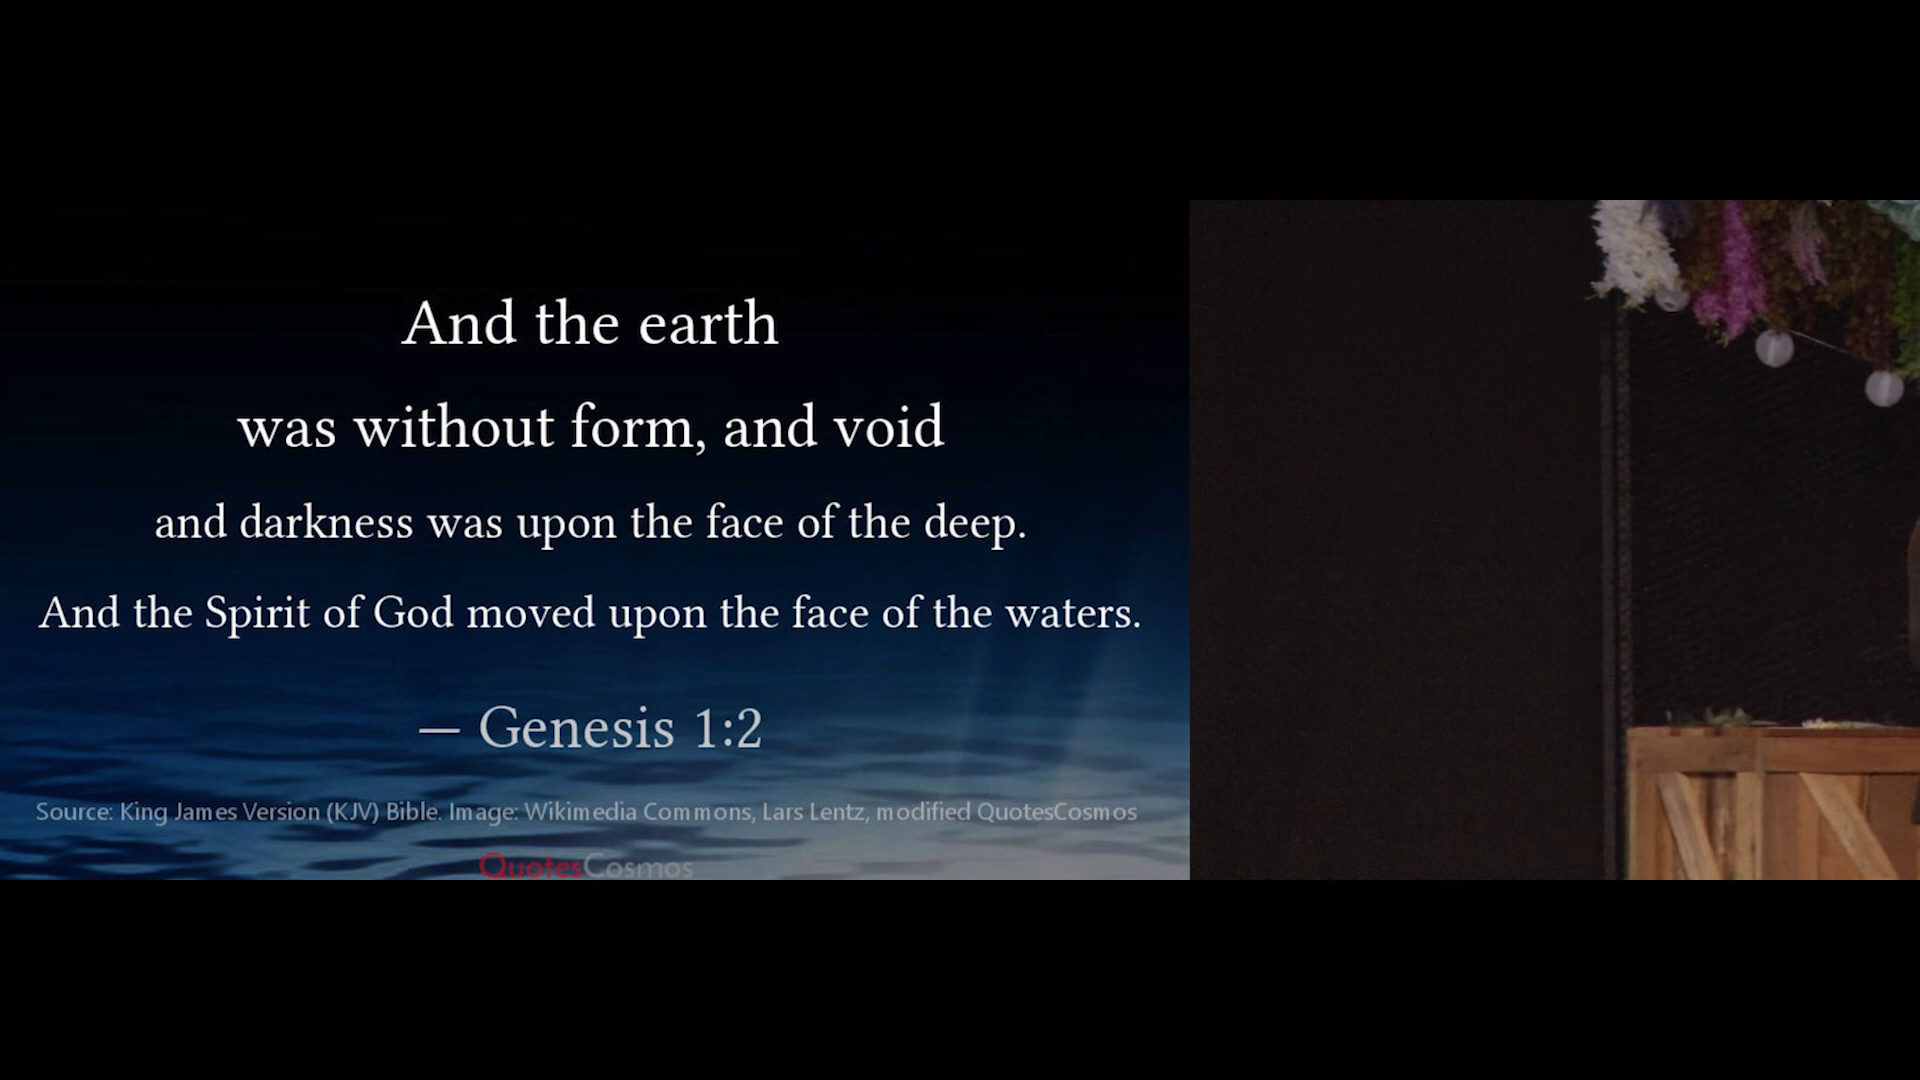 And the earth
was without form, and void
and darkness was upon the face of the deep.
And the Spirit of God moved upon the face of the waters.
— Genesis 1:2
Source: King James Version (KJV) Bible. Image: Wikimedia Commons, Lars Lentz, modified QuotesCosmos
QuotesCosmos